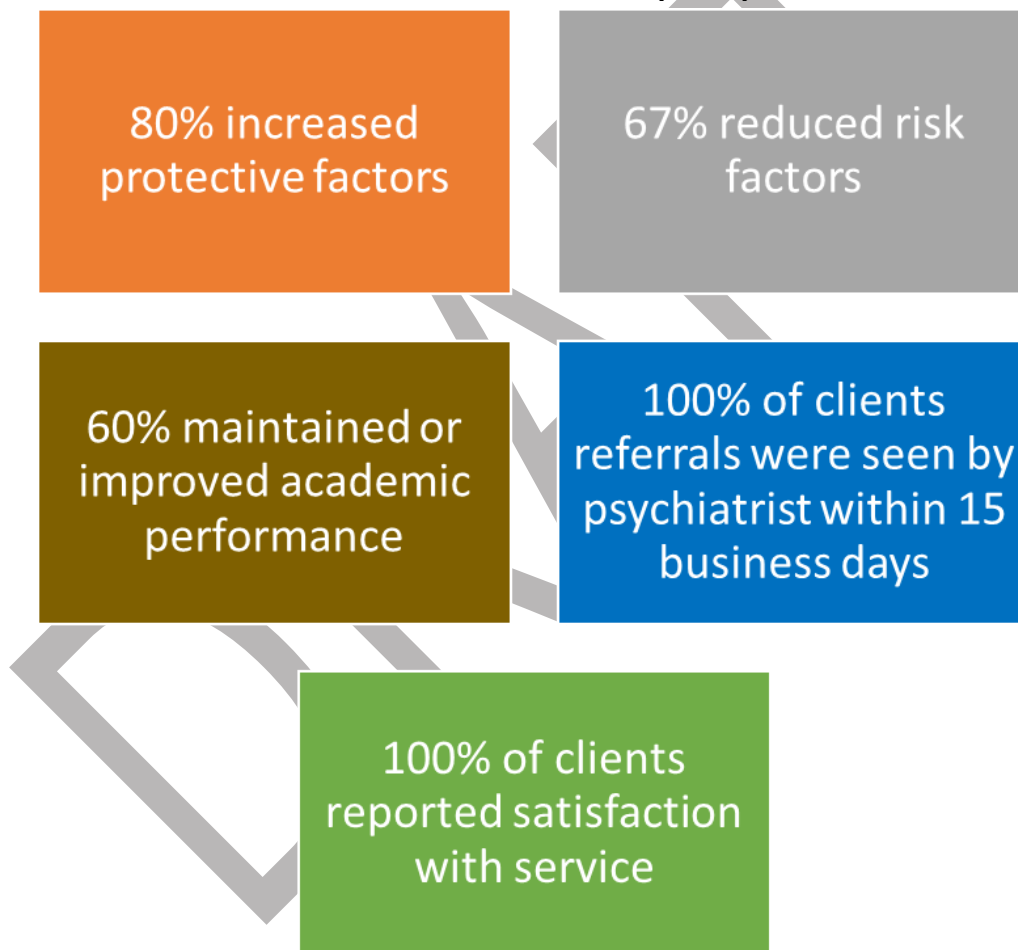 80% increased
protective factors
67% reduced risk
factors
60% maintained or
improved academic
performance
100% of clients
referrals were seen by
psychiatrist within 15
business days
100% of clients
reported satisfaction
with service